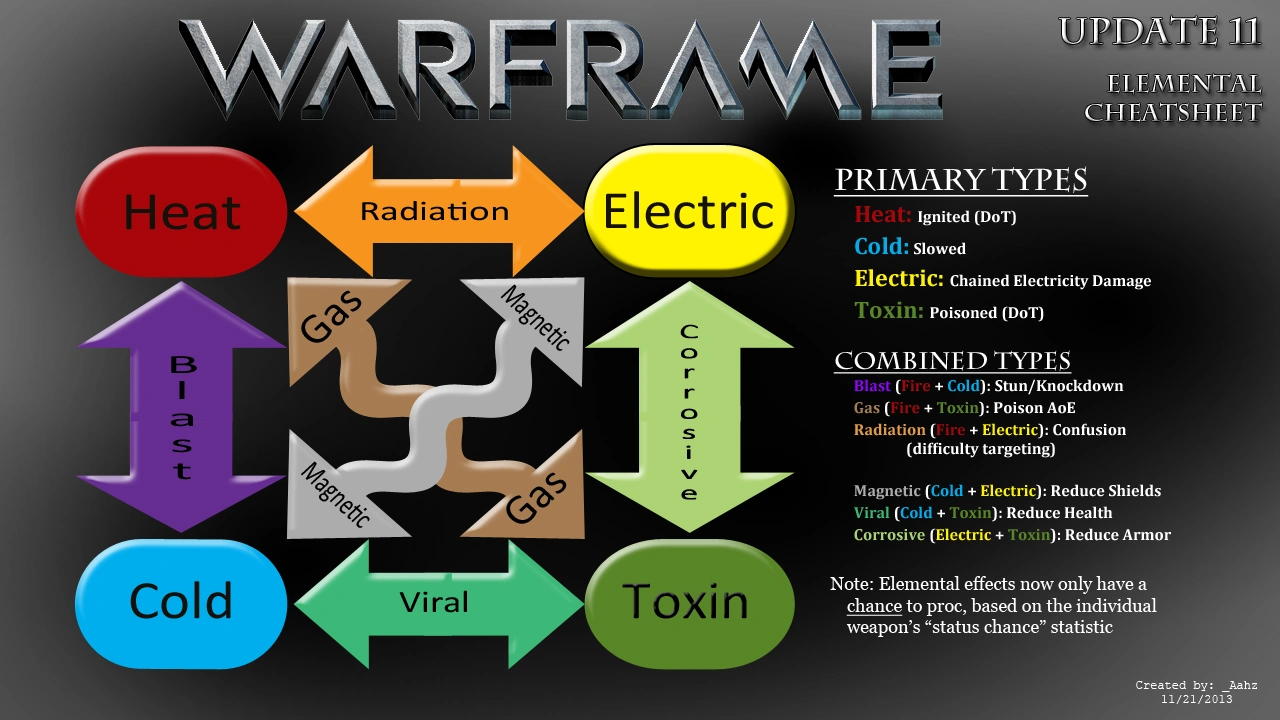 WARFRAME
UPDATE 11
ELEMENTAL
CHEATSHEET
Heat
Radiation
Electric
Gas
Magnetic
Blast
Corrosive
Magnetic
Gas
Cold
Viral
Toxin
PRIMARY TYPES
Heat: Ignited (DoT)
Cold: Slowed
Electric: Chained Electricity Damage
Toxin: Poisoned (DoT)
COMBINED TYPES
Blast (Fire + Cold): Stun/Knockdown
Gas (Fire + Toxin): Poison AoE
Radiation (Fire + Electric): Confusion
(difficulty targeting)
Magnetic (Cold + Electric): Reduce Shields
Viral (Cold + Toxin): Reduce Health
Corrosive (Electric + Toxin): Reduce Armor
Note: Elemental effects now only have a
chance to proc, based on the individual
weapon's “status chance” statistic
Created by: _Aahz
11/21/2013